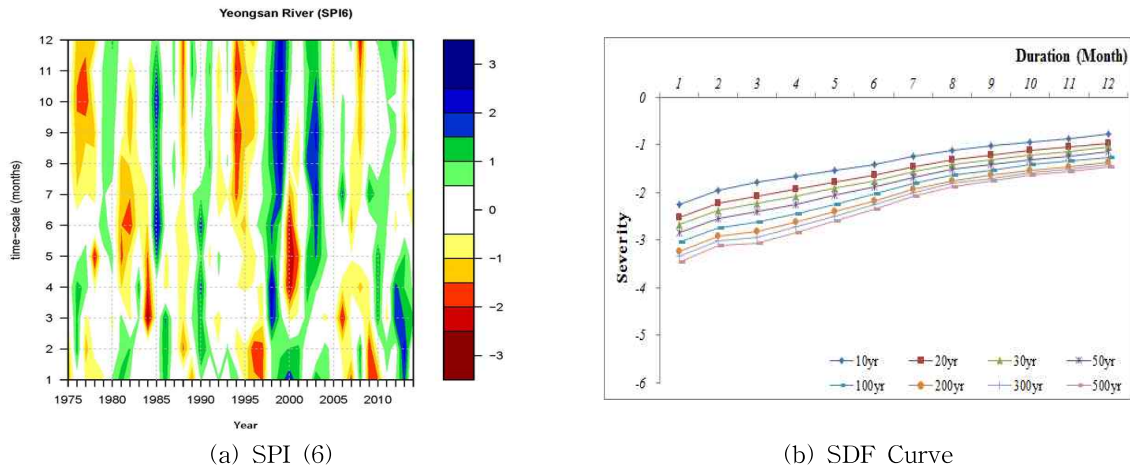 Yeongsan River (SPI6)
time-scale (months)
12
11
10
9
8
7
6
5
4
3
2
1
1975 1980 1985 1990 1995 2000 2005 2010
Year
3
2
1
0
-1
-2
-3
(a) SPI (6)
Duration (Month)
1 2 3 4 5 6 7 8 9 10 11 12
Severity
0
-1
-2
-3
-4
-5
-6
10yr 20yr 30yr 50yr
100yr 200yr 300yr 500yr
(b) SDF Curve